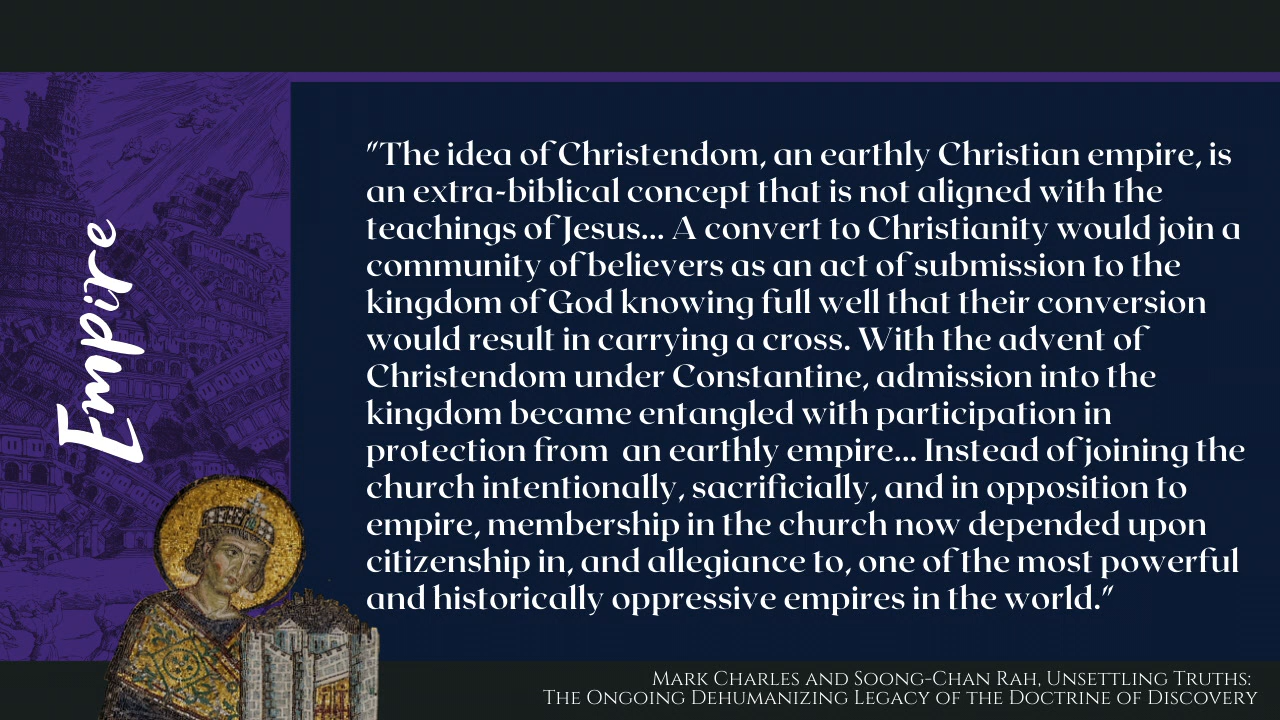 Empire
"The idea of Christendom, an earthly Christian empire, is
an extra-biblical concept that is not aligned with the
teachings of Jesus... A convert to Christianity would join a
community of believers as an act of submission to the
kingdom of God knowing full well that their conversion
would result in carrying a cross. With the advent of
Christendom under Constantine, admission into the
kingdom became entangled with participation in
protection from  an earthly empire... Instead of joining the
church intentionally, sacrificially, and in opposition to
empire, membership in the church now depended upon
citizenship in, and allegiance to, one of the most powerful
and historically oppressive empires in the world."
Mark Charles and Soong-Chan Rah, Unsettling Truths:
The Ongoing Dehumanizing Legacy of the Doctrine of Discovery